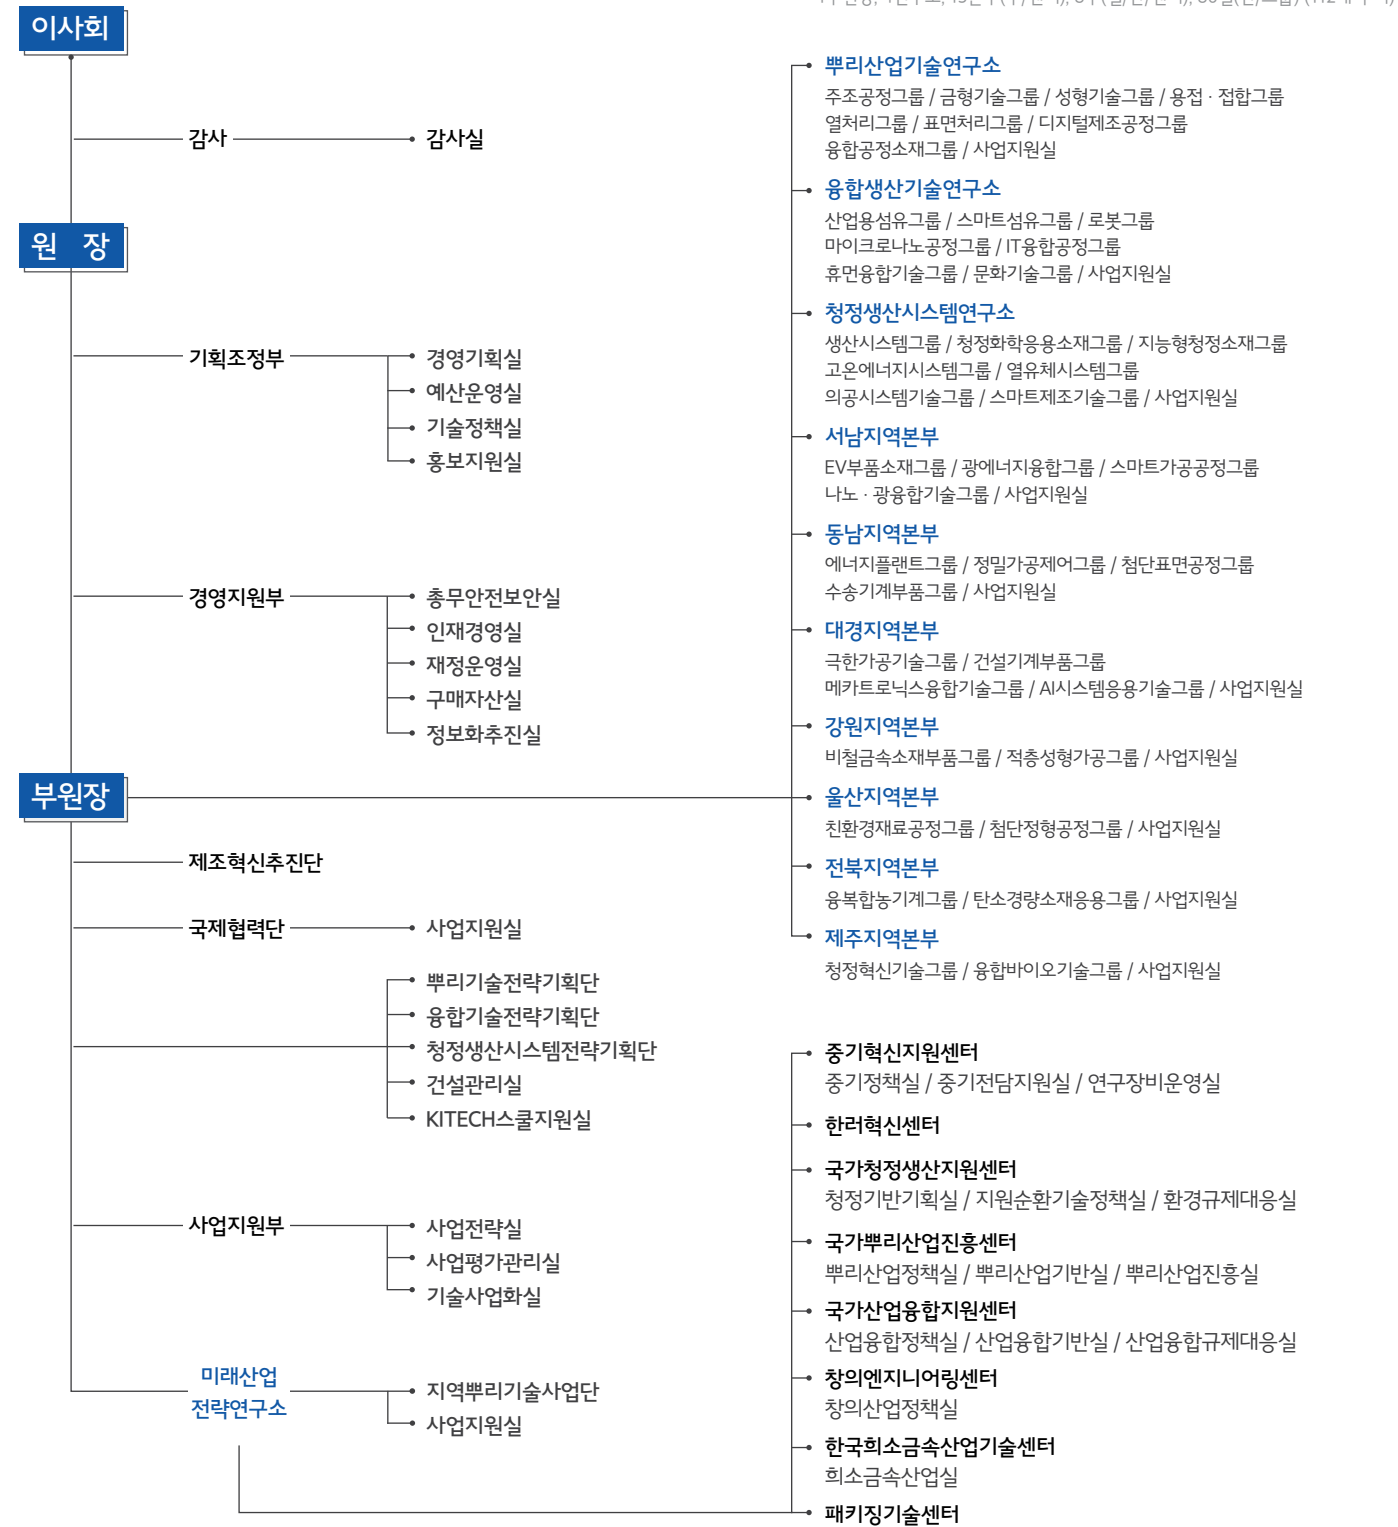 이사회
감사
감사실
원 장
기획조정부
경영기획실
예산운영실
기술정책실
홍보지원실
경영지원부
총무안전보안실
인재경영실
재정운영실
구매자산실
정보화추진실
부원장
제조혁신추진단
국제협력단
사업지원실
뿌리기술전략기획단
융합기술전략기획단
청정생산시스템전략기획단
건설관리실
KITECH스쿨지원실
사업지원부
사업전략실
사업평가관리실
기술사업화실
미래산업
전략연구소
지역뿌리기술사업단
사업지원실
뿌리산업기술연구소
주조공정그룹 / 금형기술그룹 / 성형기술그룹 / 용접 · 접합그룹
열처리그룹 / 표면처리그룹 / 디지털제조공정그룹
융합공정소재그룹 / 사업지원실
융합생산기술연구소
산업용섬유그룹 / 스마트섬유그룹 / 로봇그룹
마이크로나노공정그룹 / IT융합공정그룹
휴먼융합기술그룹 / 문화기술그룹 / 사업지원실
청정생산시스템연구소
생산시스템그룹 / 청정화학응용소재그룹 / 지능형청정소재그룹
고온에너지시스템그룹 / 열유체시스템그룹
의공시스템기술그룹 / 스마트제조기술그룹 / 사업지원실
서남지역본부
EV부품소재그룹 / 광에너지융합그룹 / 스마트가공공정그룹
나노 · 광융합기술그룹 / 사업지원실
동남지역본부
에너지플랜트그룹 / 정밀가공제어그룹 / 첨단표면공정그룹
수송기계부품그룹 / 사업지원실
대경지역본부
극한가공기술그룹 / 건설기계부품그룹
메카트로닉스융합기술그룹 / AI시스템응용기술그룹 / 사업지원실
강원지역본부
비철금속소재부품그룹 / 적층성형가공그룹 / 사업지원실
울산지역본부
친환경재료공정그룹 / 첨단정형공정그룹 / 사업지원실
전북지역본부
융복합농기계그룹 / 탄소경량소재응용그룹 / 사업지원실
제주지역본부
청정혁신기술그룹 / 융합바이오기술그룹 / 사업지원실
중기혁신지원센터
중기정책실 / 중기전담지원실 / 연구장비운영실
한러혁신센터
국가청정생산지원센터
청정기반기획실 / 지원순환기술정책실 / 환경규제대응실
국가뿌리산업진흥센터
뿌리산업정책실 / 뿌리산업기반실 / 뿌리산업진흥실
국가산업융합지원센터
산업융합정책실 / 산업융합기반실 / 산업융합규제대응실
창의엔지니어링센터
창의산업정책실
한국희소금속산업기술센터
희소금속산업실
패키징기술센터